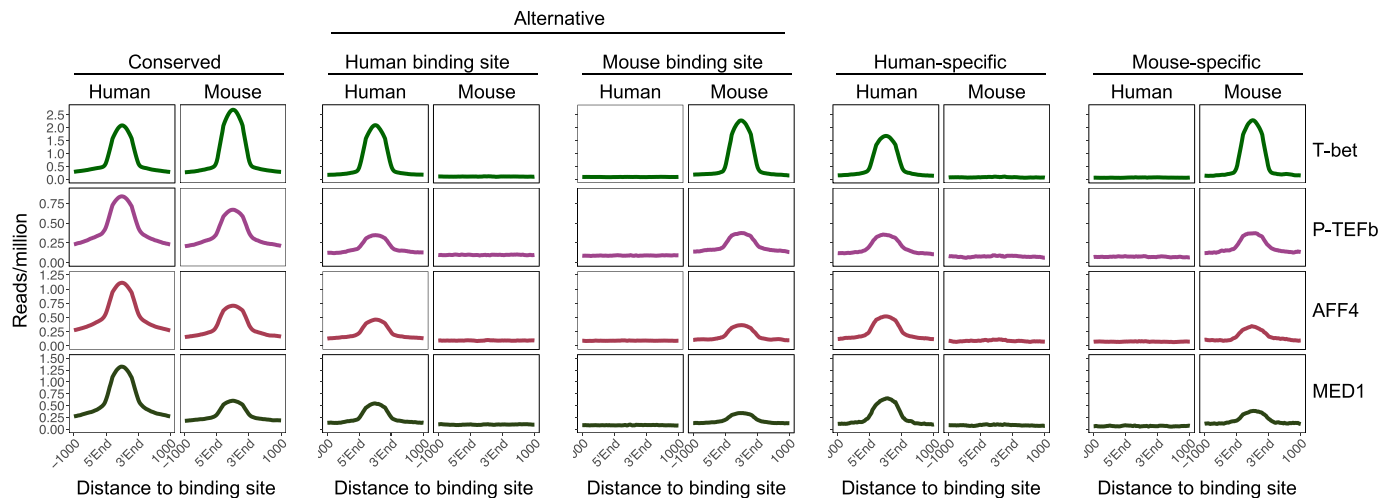 Alternative
Conserved Human binding site Mouse binding site Human-specific Mouse-specific
Human Mouse Human Mouse Human Mouse Human Mouse Human Mouse
2.5
2.0
1.5
1.0
0.5
0.0
T-bet
0.75
0.50
0.25
0.00
P-TEFb
Reads/million
1.25
1.00
0.75
0.50
0.25
0.00
AFF4
1.50
1.25
1.00
0.75
0.50
0.25
0.00
MED1
−1000 5'End 3'End 1000 5'End 3'End 1000 5'End 3'End 1000 −1000 5'End 3'End 1000 5'End 3'End −1000 5'End 3'End 1000 5'End 3'End −1000 5'End 3'End 1000 5'End 3'End −1000 5'End 3'End 1000
Distance to binding site Distance to binding site Distance to binding site Distance to binding site Distance to binding site